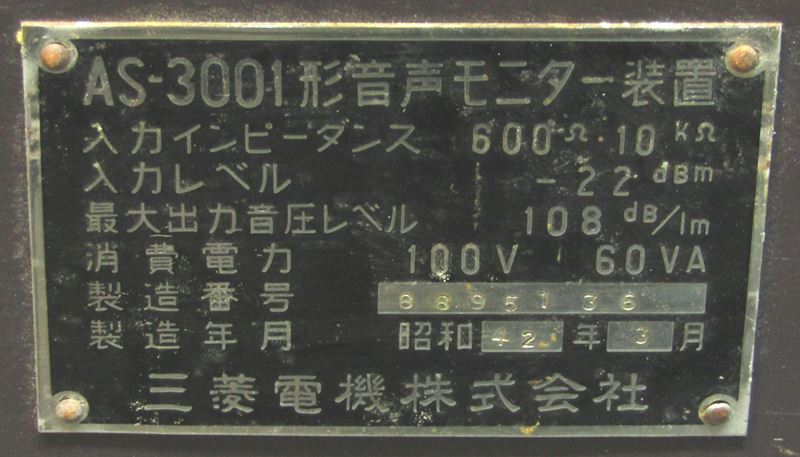 AS-3001形音声モニター装置
入力インピーダンス 600Ω・10kΩ
入力レベル -22dBm
最大出力音圧レベル 108dB/1m
消費電力 100V 60VA
製造番号 8895136
製造年月 昭和42年3月
三菱電機株式会社